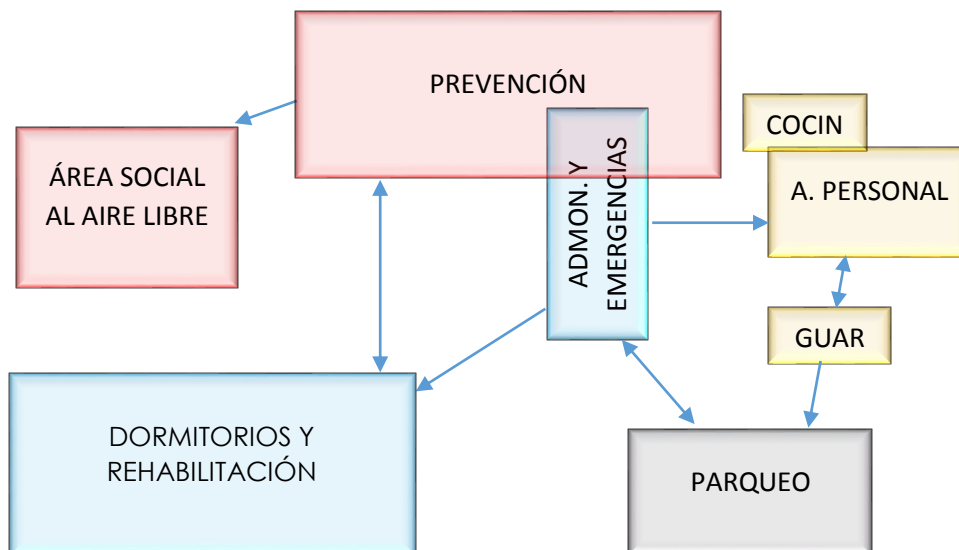 PREVENCIÓN
COCIN
ÁREA SOCIAL
AL AIRE LIBRE
ADMON. Y
EMERGENCIAS
A. PERSONAL
GUAR
DORMITORIOS Y
REHABILITACIÓN
PARQUEO